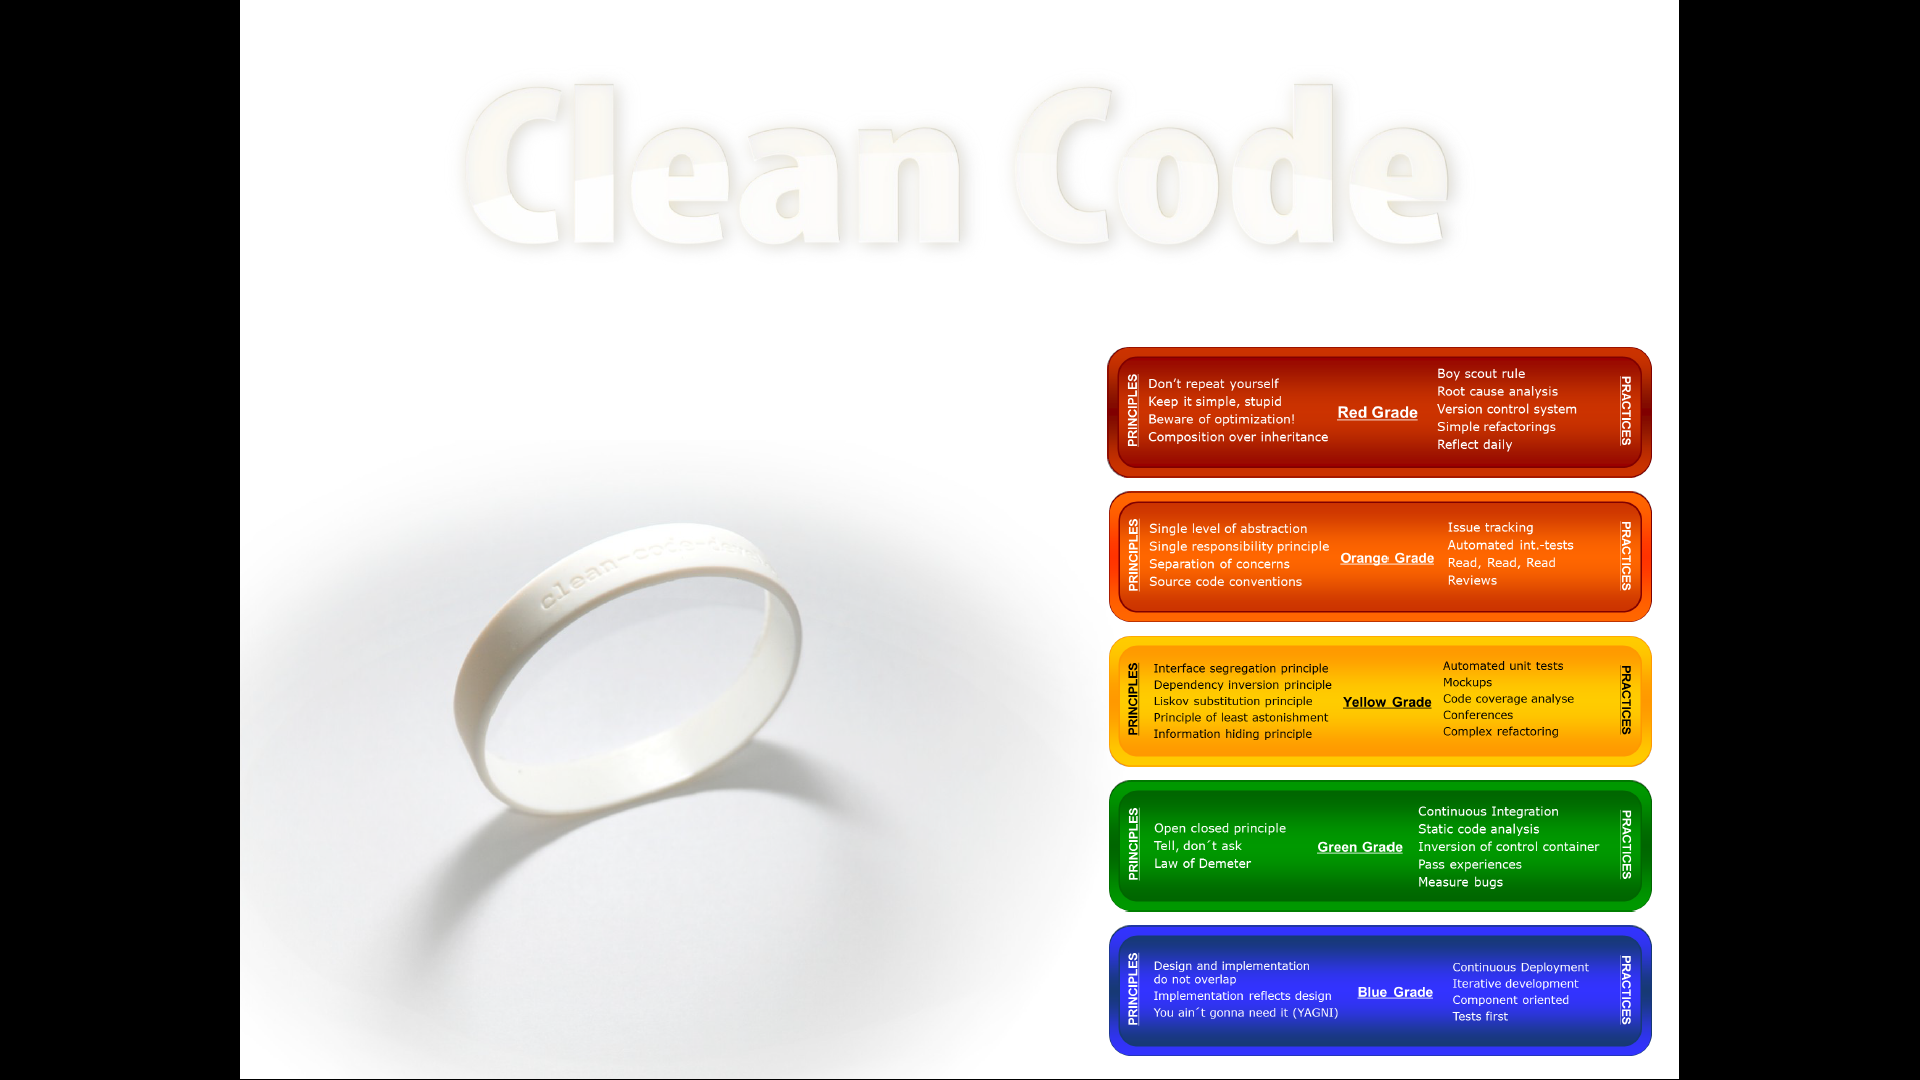 Clean Code
clean-code-
PRINCIPLES
Don’t repeat yourself
Keep it simple, stupid
Beware of optimization!
Composition over inheritance
Red Grade
Boy scout rule
Root cause analysis
Version control system
Simple refactorings
Reflect daily
PRACTICES
PRINCIPLES
Single level of abstraction
Single responsibility principle
Separation of concerns
Source code conventions
Orange Grade
Issue tracking
Automated int.-tests
Read, Read, Read
Reviews
PRACTICES
PRINCIPLES
Interface segregation principle
Dependency inversion principle
Liskov substitution principle
Principle of least astonishment
Information hiding principle
Yellow Grade
Automated unit tests
Mockups
Code coverage analyse
Conferences
Complex refactoring
PRACTICES
PRINCIPLES
Open closed principle
Tell, don´t ask
Law of Demeter
Green Grade
Continuous Integration
Static code analysis
Inversion of control container
Pass experiences
Measure bugs
PRACTICES
PRINCIPLES
Design and implementation
do not overlap
Implementation reflects design
You ain´t gonna need it (YAGNI)
Blue Grade
Continuous Deployment
Iterative development
Component oriented
Tests first
PRACTICES